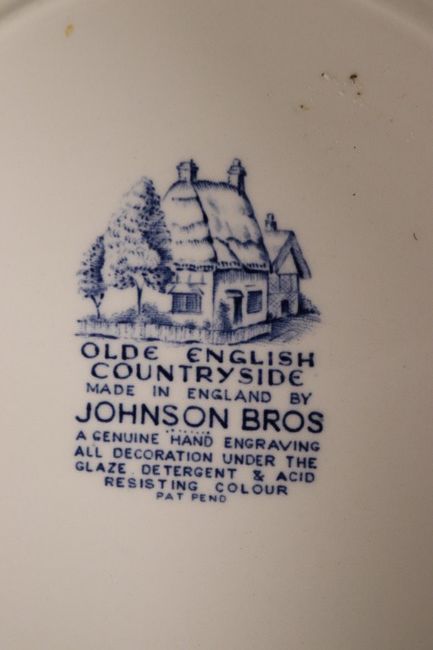 OLDE ENGLISH
COUNTRYSIDE
MADE IN ENGLAND BY
JOHNSON BROS
A GENUINE HAND ENGRAVING
ALL DECORATION UNDER THE
GLAZE DETERGENT & ACID
RESISTING COLOUR
PAT PEND